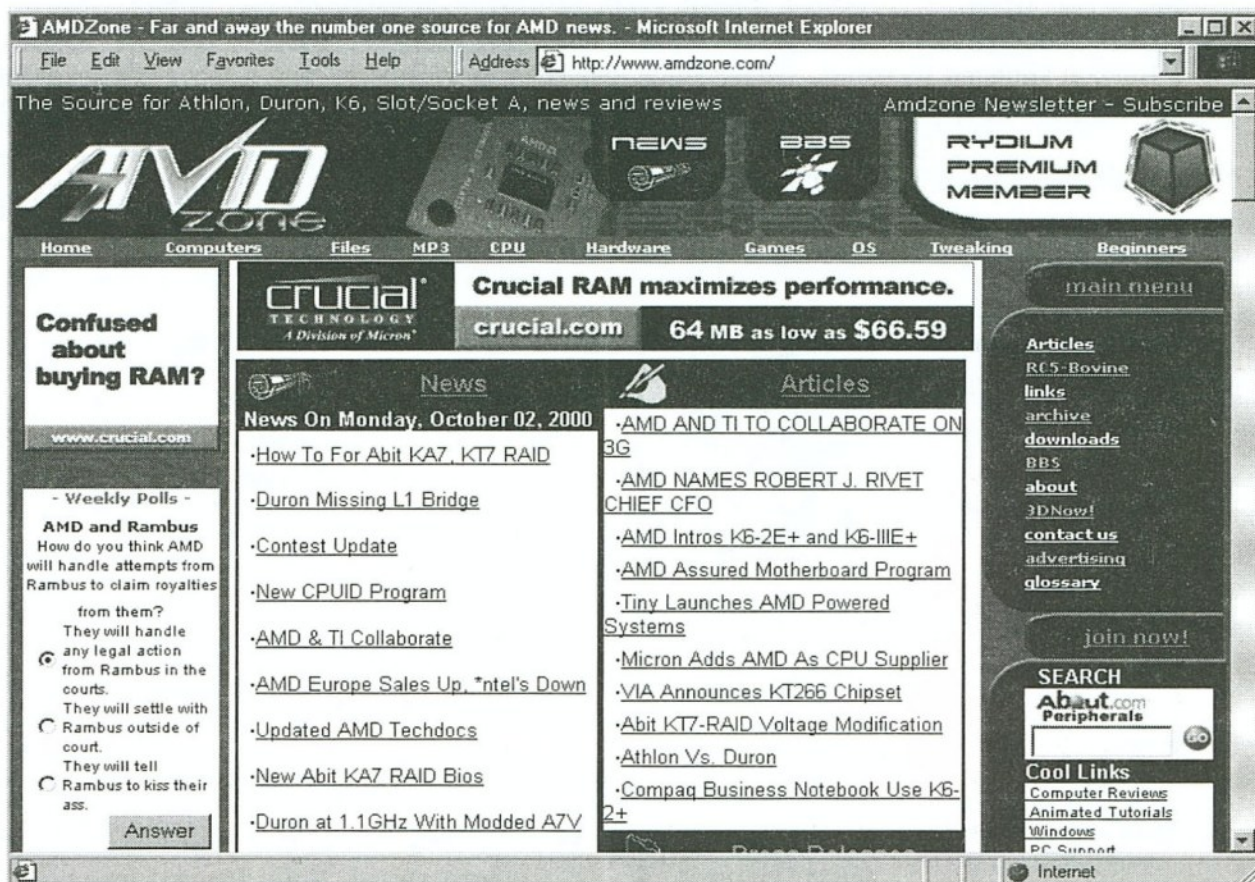 AMDZone - Far and away the number one source for AMD news. - Microsoft Internet Explorer
File Edit View Favorites Tools Help Address http://www.amdzone.com/
The Source for Athlon, Duron, K6, Slot/Socket A, news and reviews
Amdzone Newsletter - Subscribe
AMD
zone
AMD
NEWS
BBS
RYDIUM
PREMIUM
MEMBER
Home Computers Files MP3 CPU Hardware Games OS Tweaking Beginners
Confused
about
buying RAM?
www.crucial.com
crucial
TECHNOLOGY
A Division of Micron
Crucial RAM maximizes performance.
crucial.com 64 MB as low as $66.59
- Weekly Polls -
AMD and Rambus
How do you think AMD
will handle attempts from
Rambus to claim royalties
from them?
They will handle
any legal action
from Rambus in the
courts.
They will settle with
Rambus outside of
court.
They will tell
Rambus to kiss their
ass.
Answer
News
News On Monday, October 02, 2000
·How To For Abit KA7, KT7 RAID
·Duron Missing L1 Bridge
·Contest Update
·New CPUID Program
·AMD & TI Collaborate
·AMD Europe Sales Up, *ntel's Down
·Updated AMD Techdocs
·New Abit KA7 RAID Bios
·Duron at 1.1GHz With Modded A7V
Articles
·AMD AND TI TO COLLABORATE ON
3G
·AMD NAMES ROBERT J. RIVET
CHIEF CFO
·AMD Intros K6-2E+ and K6-IIIE+
·AMD Assured Motherboard Program
·Tiny Launches AMD Powered
Systems
·Micron Adds AMD As CPU Supplier
·VIA Announces KT266 Chipset
·Abit KT7-RAID Voltage Modification
·Athlon Vs. Duron
·Compaq Business Notebook Use K6-
2+
Press Releases
main menu
Articles
RC5-Bovine
links
archive
downloads
BBS
about
3DNow!
contact us
advertising
glossary
join now!
SEARCH
About.com
Peripherals
GO
Cool Links
Computer Reviews
Animated Tutorials
Windows
PC Support
Internet